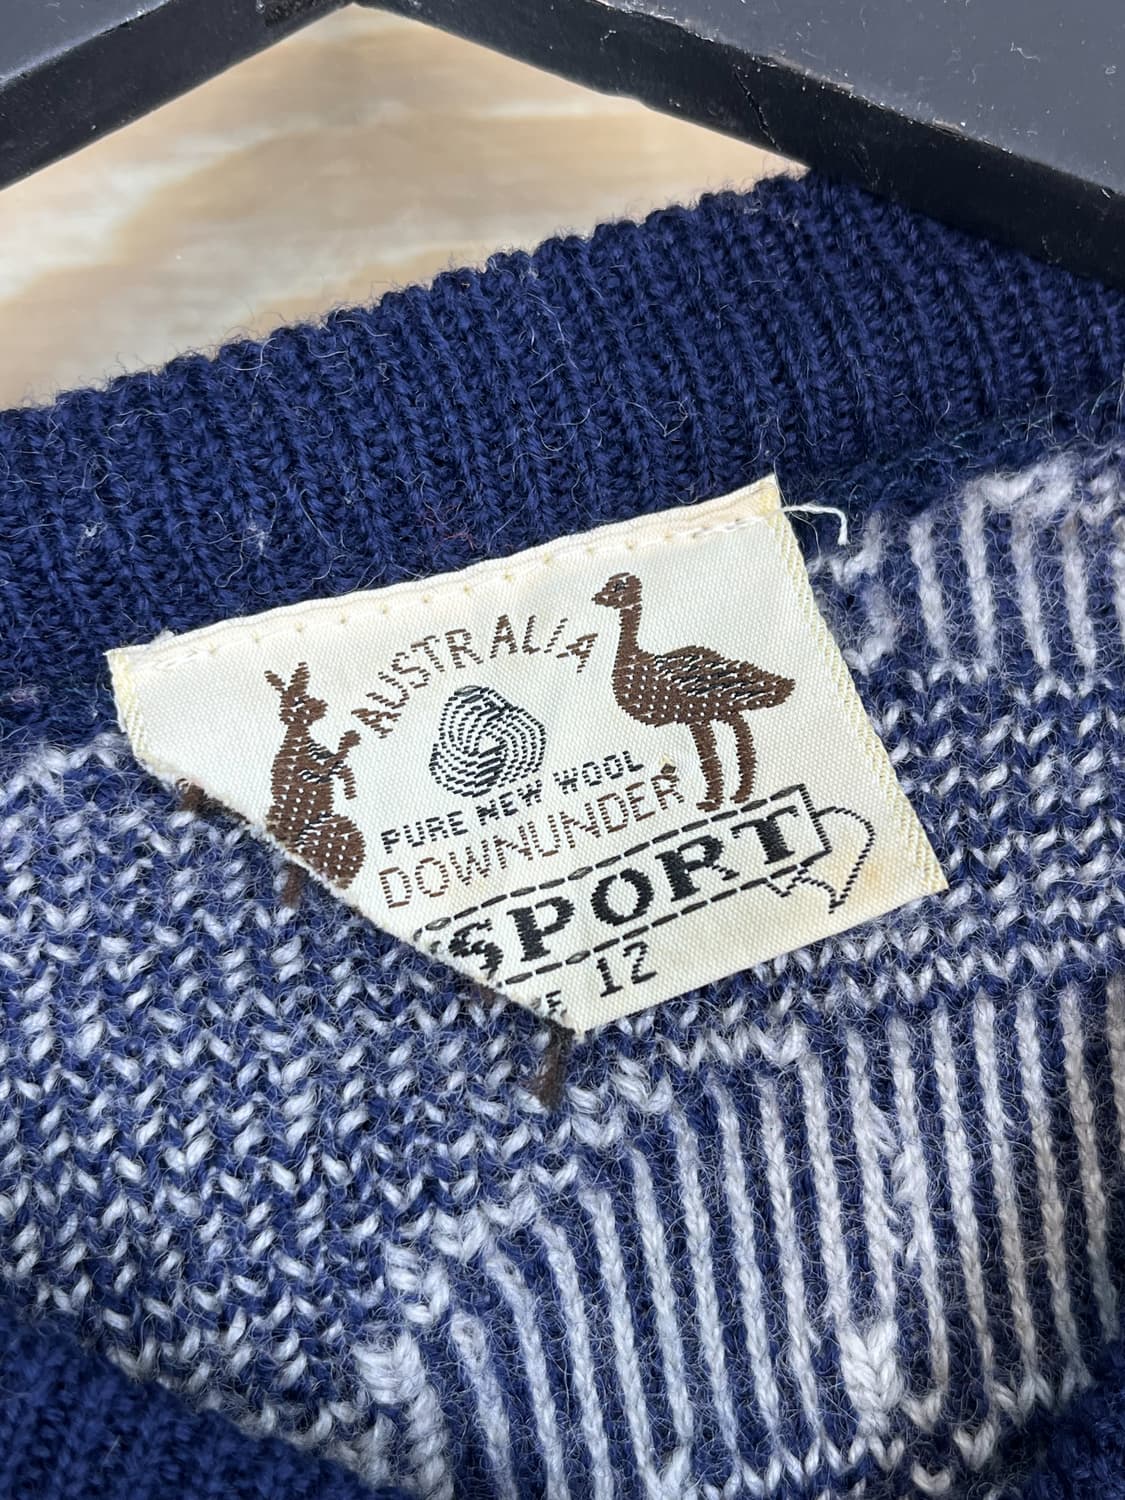 AUSTRALIA
PURE NEW WOOL
DOWNUNDER
SPORT
12